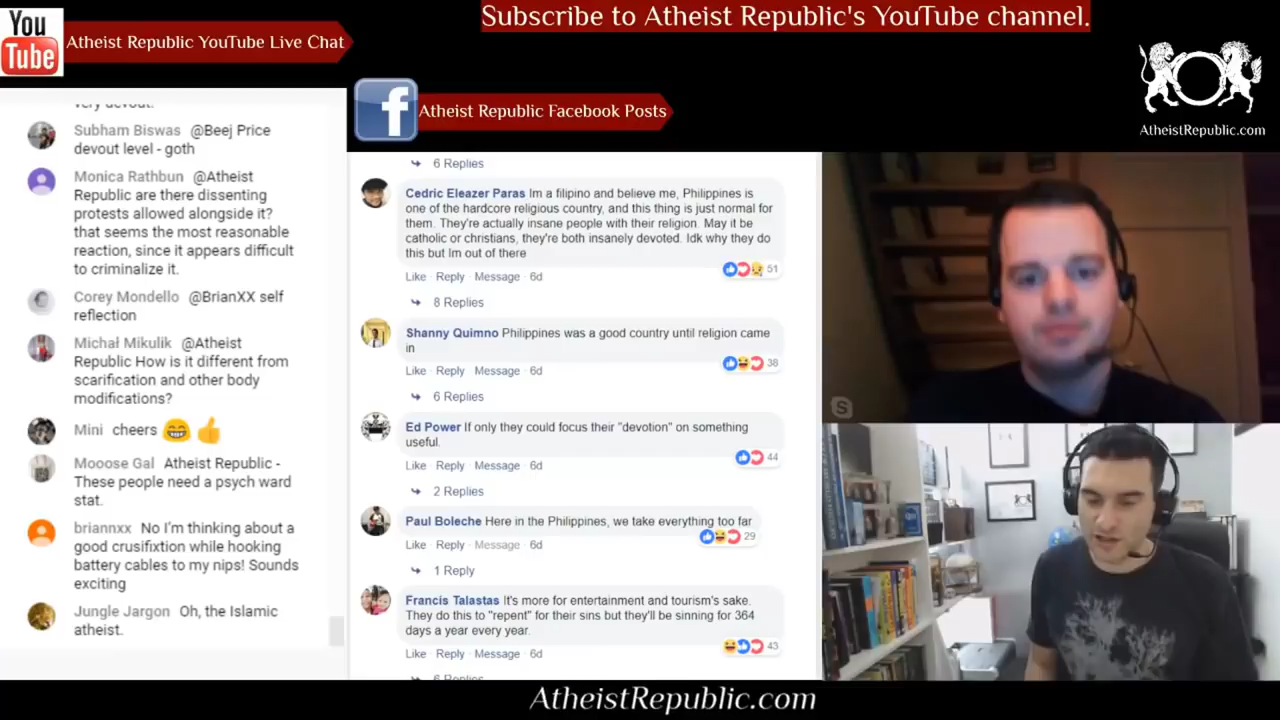 You
Tube
Atheist Republic YouTube Live Chat
Subscribe to Atheist Republic's YouTube channel.
AtheistRepublic.com
Atheist Republic Facebook Posts
very devout.
Subham Biswas @Beej Price
devout level - goth
Monica Rathbun @Atheist
Republic are there dissenting
protests allowed alongside it?
that seems the most reasonable
reaction, since it appears difficult
to criminalize it.
Corey Mondello @BrianXX self
reflection
Michał Mikulik @Atheist
Republic How is it different from
scarification and other body
modifications?
Mini cheers 😁 👍
Mooose Gal Atheist Republic -
These people need a psych ward
stat.
briannxx No I'm thinking about a
good crusifixtion while hooking
battery cables to my nips! Sounds
exciting
Jungle Jargon Oh, the Islamic
atheist.
6 Replies
Cedric Eleazer Paras Im a filipino and believe me, Philippines is
one of the hardcore religious country, and this thing is just normal for
them. They're actually insane people with their religion. May it be
catholic or christians, they're both insanely devoted. Idk why they do
this but Im out of there
51
Like · Reply · Message · 6d
8 Replies
Shanny Quimno Philippines was a good country until religion came
in
38
Like · Reply · Message · 6d
6 Replies
Ed Power If only they could focus their "devotion" on something
useful.
44
Like · Reply · Message · 6d
2 Replies
Paul Boleche Here in the Philippines, we take everything too far
29
Like · Reply · Message · 6d
1 Reply
Francis Talastas It's more for entertainment and tourism's sake.
They do this to "repent" for their sins but they'll be sinning for 364
days a year every year.
43
Like · Reply · Message · 6d
6 Replies
AtheistRepublic.com